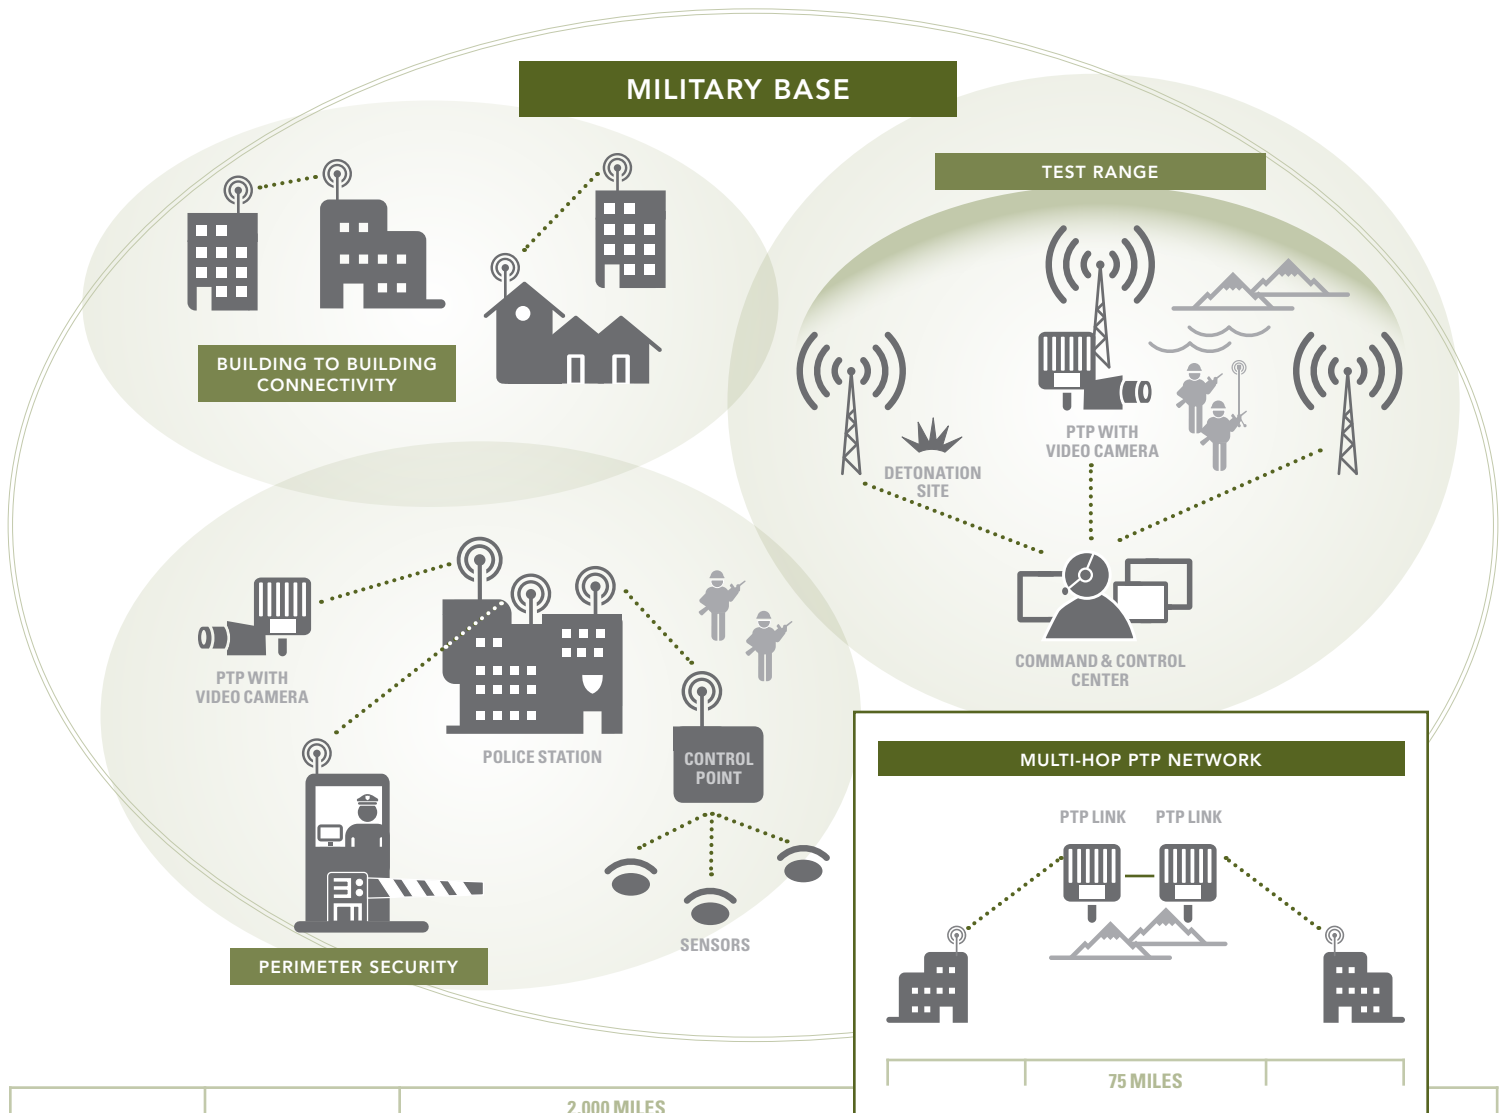 MILITARY BASE
TEST RANGE
BUILDING TO BUILDING
CONNECTIVITY
PTP WITH
VIDEO CAMERA
DETONATION
SITE
COMMAND & CONTROL
CENTER
PTP WITH
VIDEO CAMERA
POLICE STATION
CONTROL
POINT
SENSORS
PERIMETER SECURITY
MULTI-HOP PTP NETWORK
PTP LINK PTP LINK
75 MILES
2,000 MILES